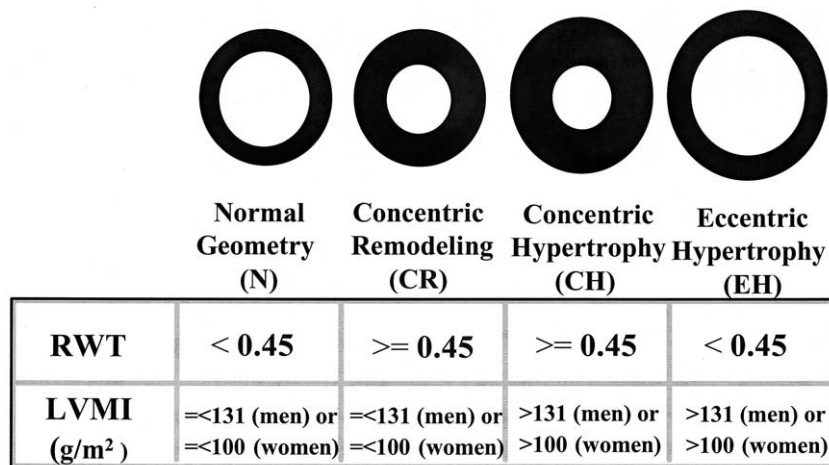 Normal Geometry (N)
Concentric Remodeling (CR)
Concentric Hypertrophy (CH)
Eccentric Hypertrophy (EH)
RWT < 0.45 >= 0.45 >= 0.45 < 0.45
LVMI (g/m²) =<131 (men) or =<100 (women) =<131 (men) or =<100 (women) >131 (men) or >100 (women) >131 (men) or >100 (women)